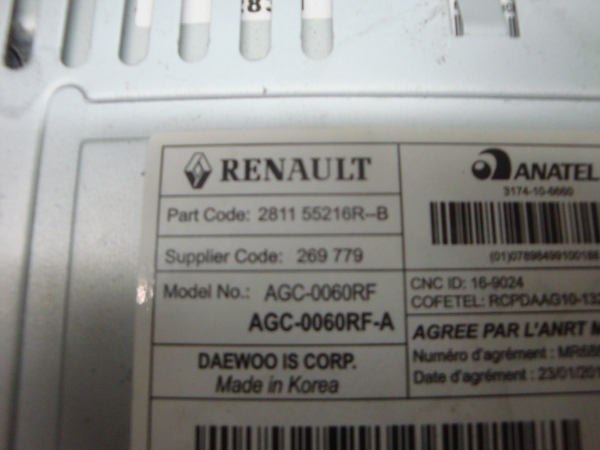 RENAULT
Part Code: 2811 55216R--B
Supplier Code: 269 779
Model No.: AGC-0060RF
AGC-0060RF-A
DAEWOO IS CORP.
Made in Korea
ANATEL
3174-10-6660
CNC ID: 16-9024
COFETEL: RCPDAAG10-132
AGREE PAR L'ANRT M
Numéro d'agrément : MR
Date d'agrément : 23/01/201